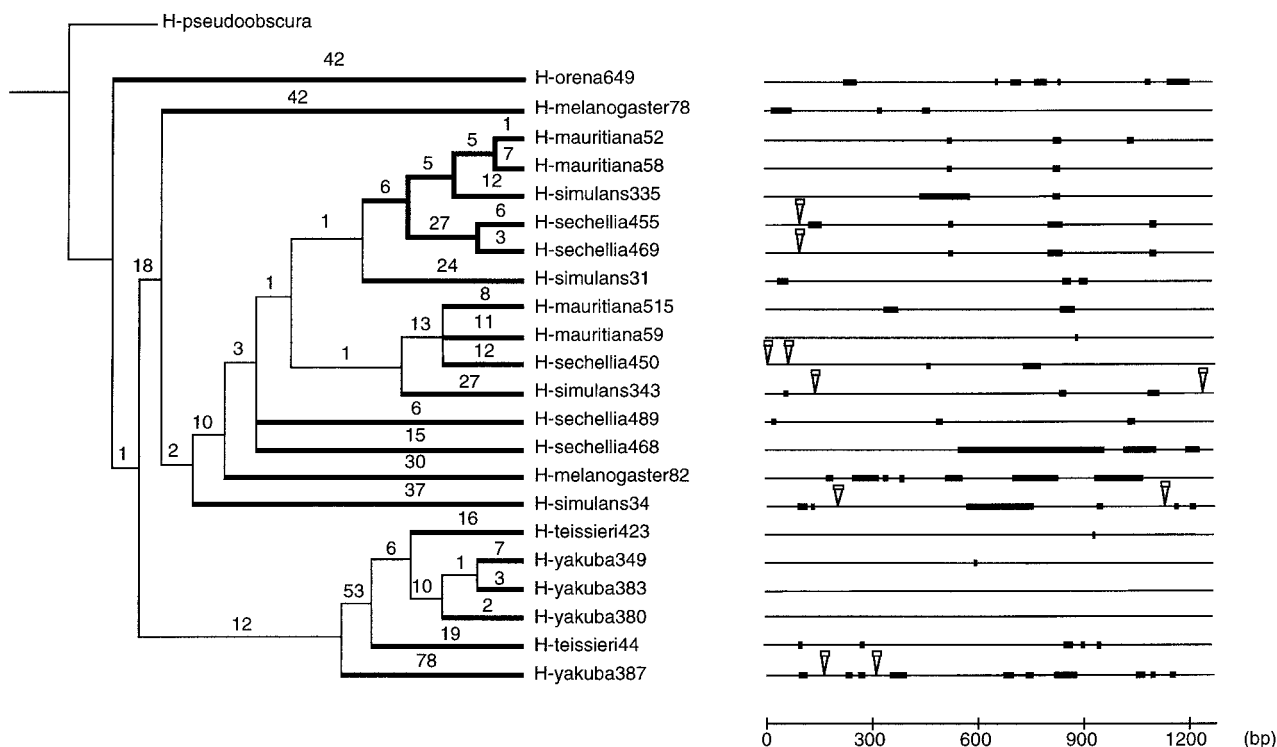 H-pseudoobscura
42
H-orena649
42
H-melanogaster78
1
H-mauritiana52
5
7
H-mauritiana58
5
12
H-simulans335
6
6
H-sechellia455
27
3
H-sechellia469
1
24
H-simulans31
18
8
H-mauritiana515
1
13
11
H-mauritiana59
3
1
12
H-sechellia450
27
H-simulans343
6
H-sechellia489
10
15
H-sechellia468
1
2
30
H-melanogaster82
37
H-simulans34
16
H-teissieri423
6
7
H-yakuba349
1
3
H-yakuba383
53
10
2
H-yakuba380
12
19
H-teissieri44
78
H-yakuba387
0 300 600 900 1200 (bp)